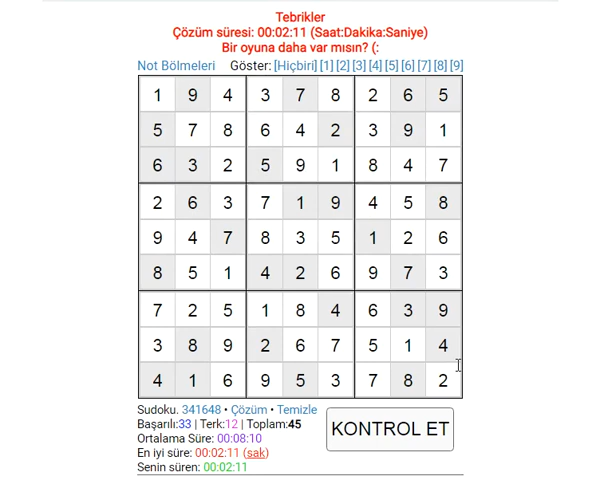 Tebrikler
Çözüm süresi: 00:02:11 (Saat:Dakika:Saniye)
Bir oyuna daha var mısın? (:
Not Bölmeleri Göster: [Hiçbiri] [1] [2] [3] [4] [5] [6] [7] [8] [9]
1 9 4 3 7 8 2 6 5
5 7 8 6 4 2 3 9 1
6 3 2 5 9 1 8 4 7
2 6 3 7 1 9 4 5 8
9 4 7 8 3 5 1 2 6
8 5 1 4 2 6 9 7 3
7 2 5 1 8 4 6 3 9
3 8 9 2 6 7 5 1 4
4 1 6 9 5 3 7 8 2
Sudoku. 341648 • Çözüm • Temizle
Başarılı:33 | Terk:12 | Toplam:45
Ortalama Süre: 00:08:10
En iyi süre: 00:02:11 (sak)
Senin süren: 00:02:11
KONTROL ET